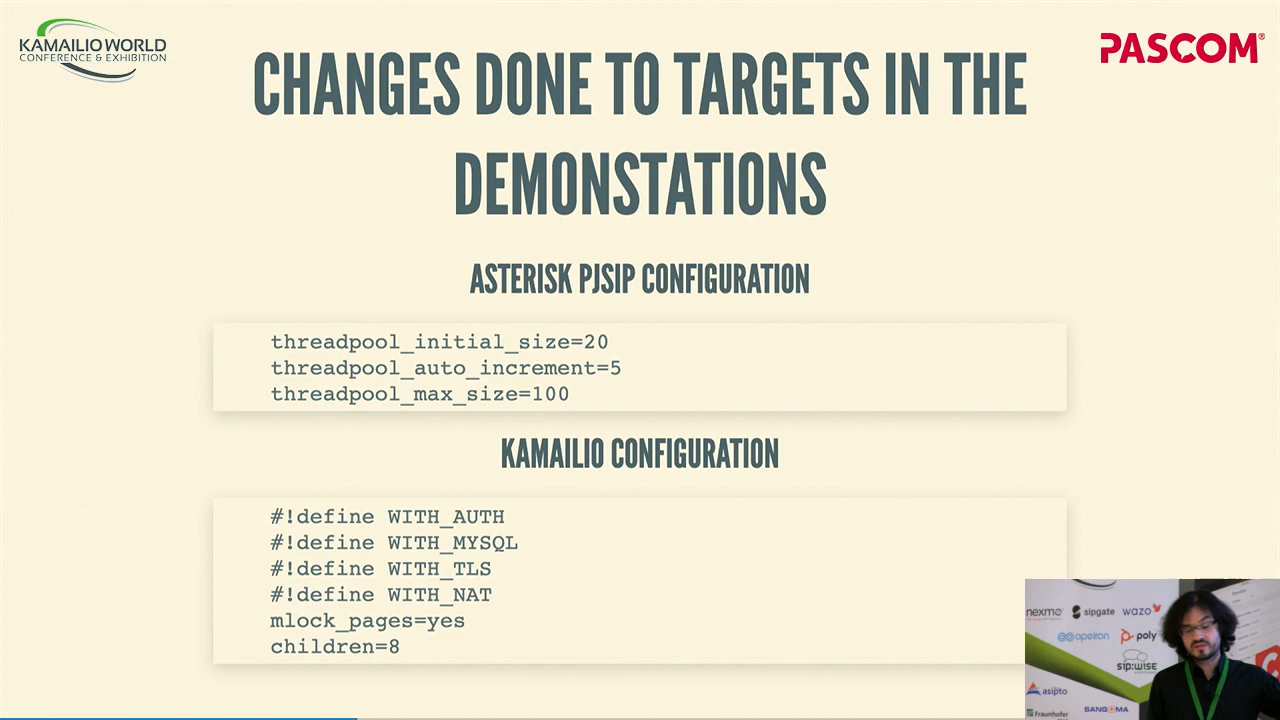 KAMAILIO WORLD
CONFERENCE & EXHIBITION
PASCOM®
CHANGES DONE TO TARGETS IN THE
DEMONSTATIONS
ASTERISK PJSIP CONFIGURATION
threadpool_initial_size=20
threadpool_auto_increment=5
threadpool_max_size=100
KAMAILIO CONFIGURATION
#!define WITH_AUTH
#!define WITH_MYSQL
#!define WITH_TLS
#!define WITH_NAT
mlock_pages=yes
children=8
nexmo sipgate wazo
apeiron poly
sip:wise
asipto
Fraunhofer SANGOMA